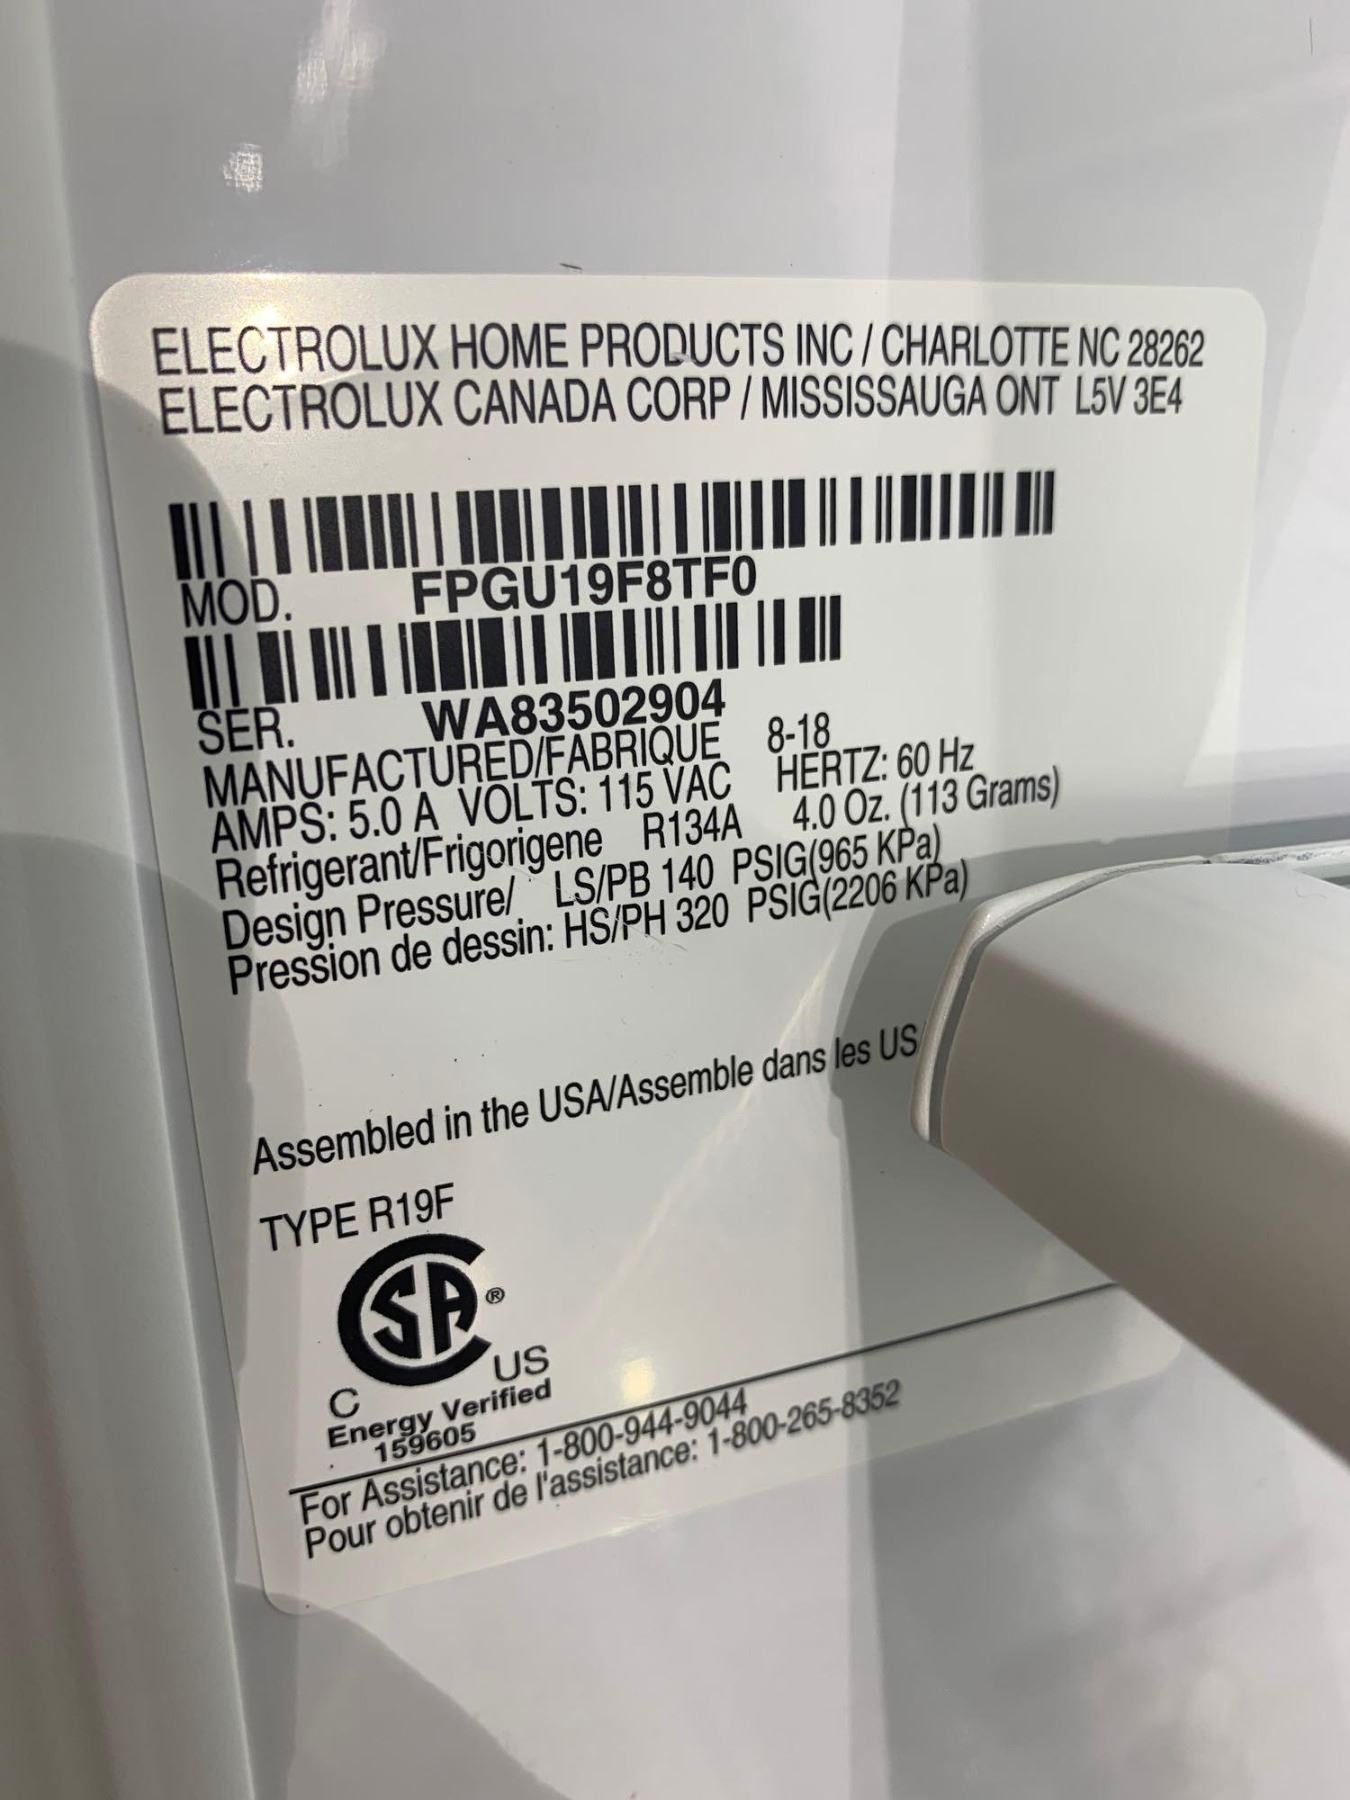 ELECTROLUX HOME PRODUCTS INC / CHARLOTTE NC 28262
ELECTROLUX CANADA CORP / MISSISSAUGA ONT L5V 3E4
MOD. FPGU19F8TF0
SER. WA83502904
MANUFACTURED/FABRIQUE 8-18
AMPS: 5.0 A VOLTS: 115 VAC HERTZ: 60 Hz
Refrigerant/Frigorigene R134A 4.0 Oz. (113 Grams)
Design Pressure/ LS/PB 140 PSIG(965 KPa)
Pression de dessin: HS/PH 320 PSIG(2206 KPa)
Assembled in the USA/Assemble dans les US
TYPE R19F
CSA ®
C US
Energy Verified
159605
For Assistance: 1-800-944-9044
Pour obtenir de l'assistance: 1-800-265-8352